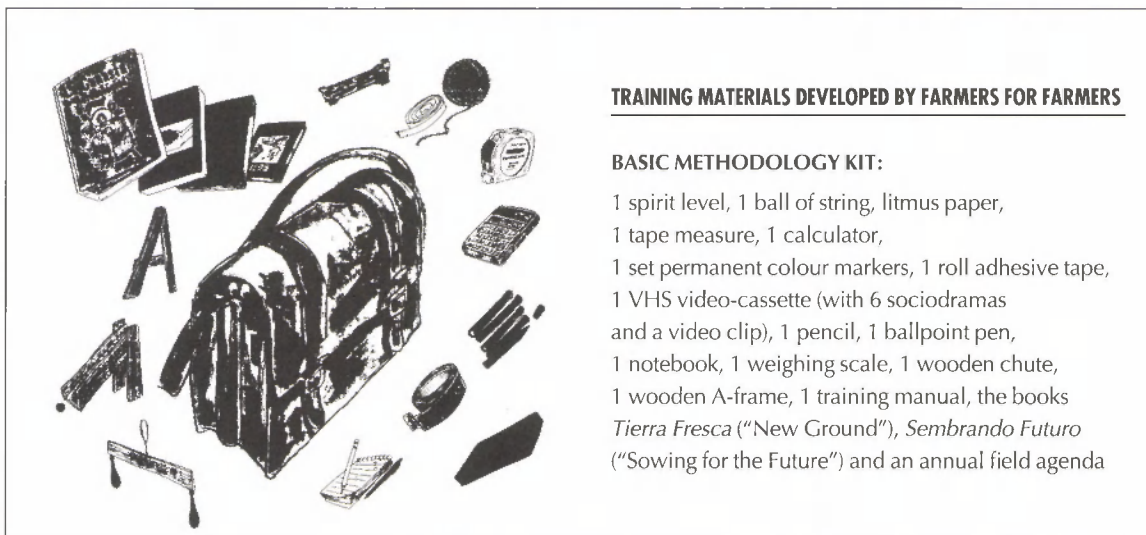 TRAINING MATERIALS DEVELOPED BY FARMERS FOR FARMERS
BASIC METHODOLOGY KIT:
1 spirit level, 1 ball of string, litmus paper,
1 tape measure, 1 calculator,
1 set permanent colour markers, 1 roll adhesive tape,
1 VHS video-cassette (with 6 sociodramas
and a video clip), 1 pencil, 1 ballpoint pen,
1 notebook, 1 weighing scale, 1 wooden chute,
1 wooden A-frame, 1 training manual, the books
Tierra Fresca (“New Ground”), Sembrando Futuro
(“Sowing for the Future”) and an annual field agenda